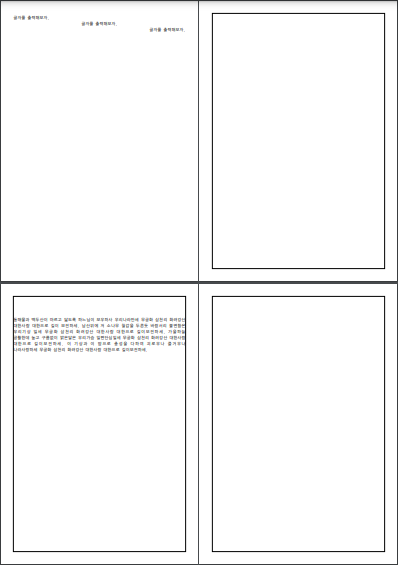 글자를 출력해보자.
글자를 출력해보자.
글자를 출력해보자.
동해물과 백두산이 마르고 닳도록 하느님이 보우하사 우리나라만세 무궁화 삼천리 화려강산
대한사람 대한으로 길이 보전하세. 남산위에 저 소나무 철갑을 두른듯 바람서리 불변함은
우리기상 일세 무궁화 삼천리 화려강산 대한사람 대한으로 길이보전하세. 가을하늘
공활한데 높고 구름없이 밝은달은 우리가슴 일편단심일세 무궁화 삼천리 화려강산 대한사람
대한으로 길이보전하세. 이 기상과 이 맘으로 충성을 다하여 괴로우나 즐거우나
나라사랑하세 무궁화 삼천리 화려강산 대한사람 대한으로 길이보전하세.